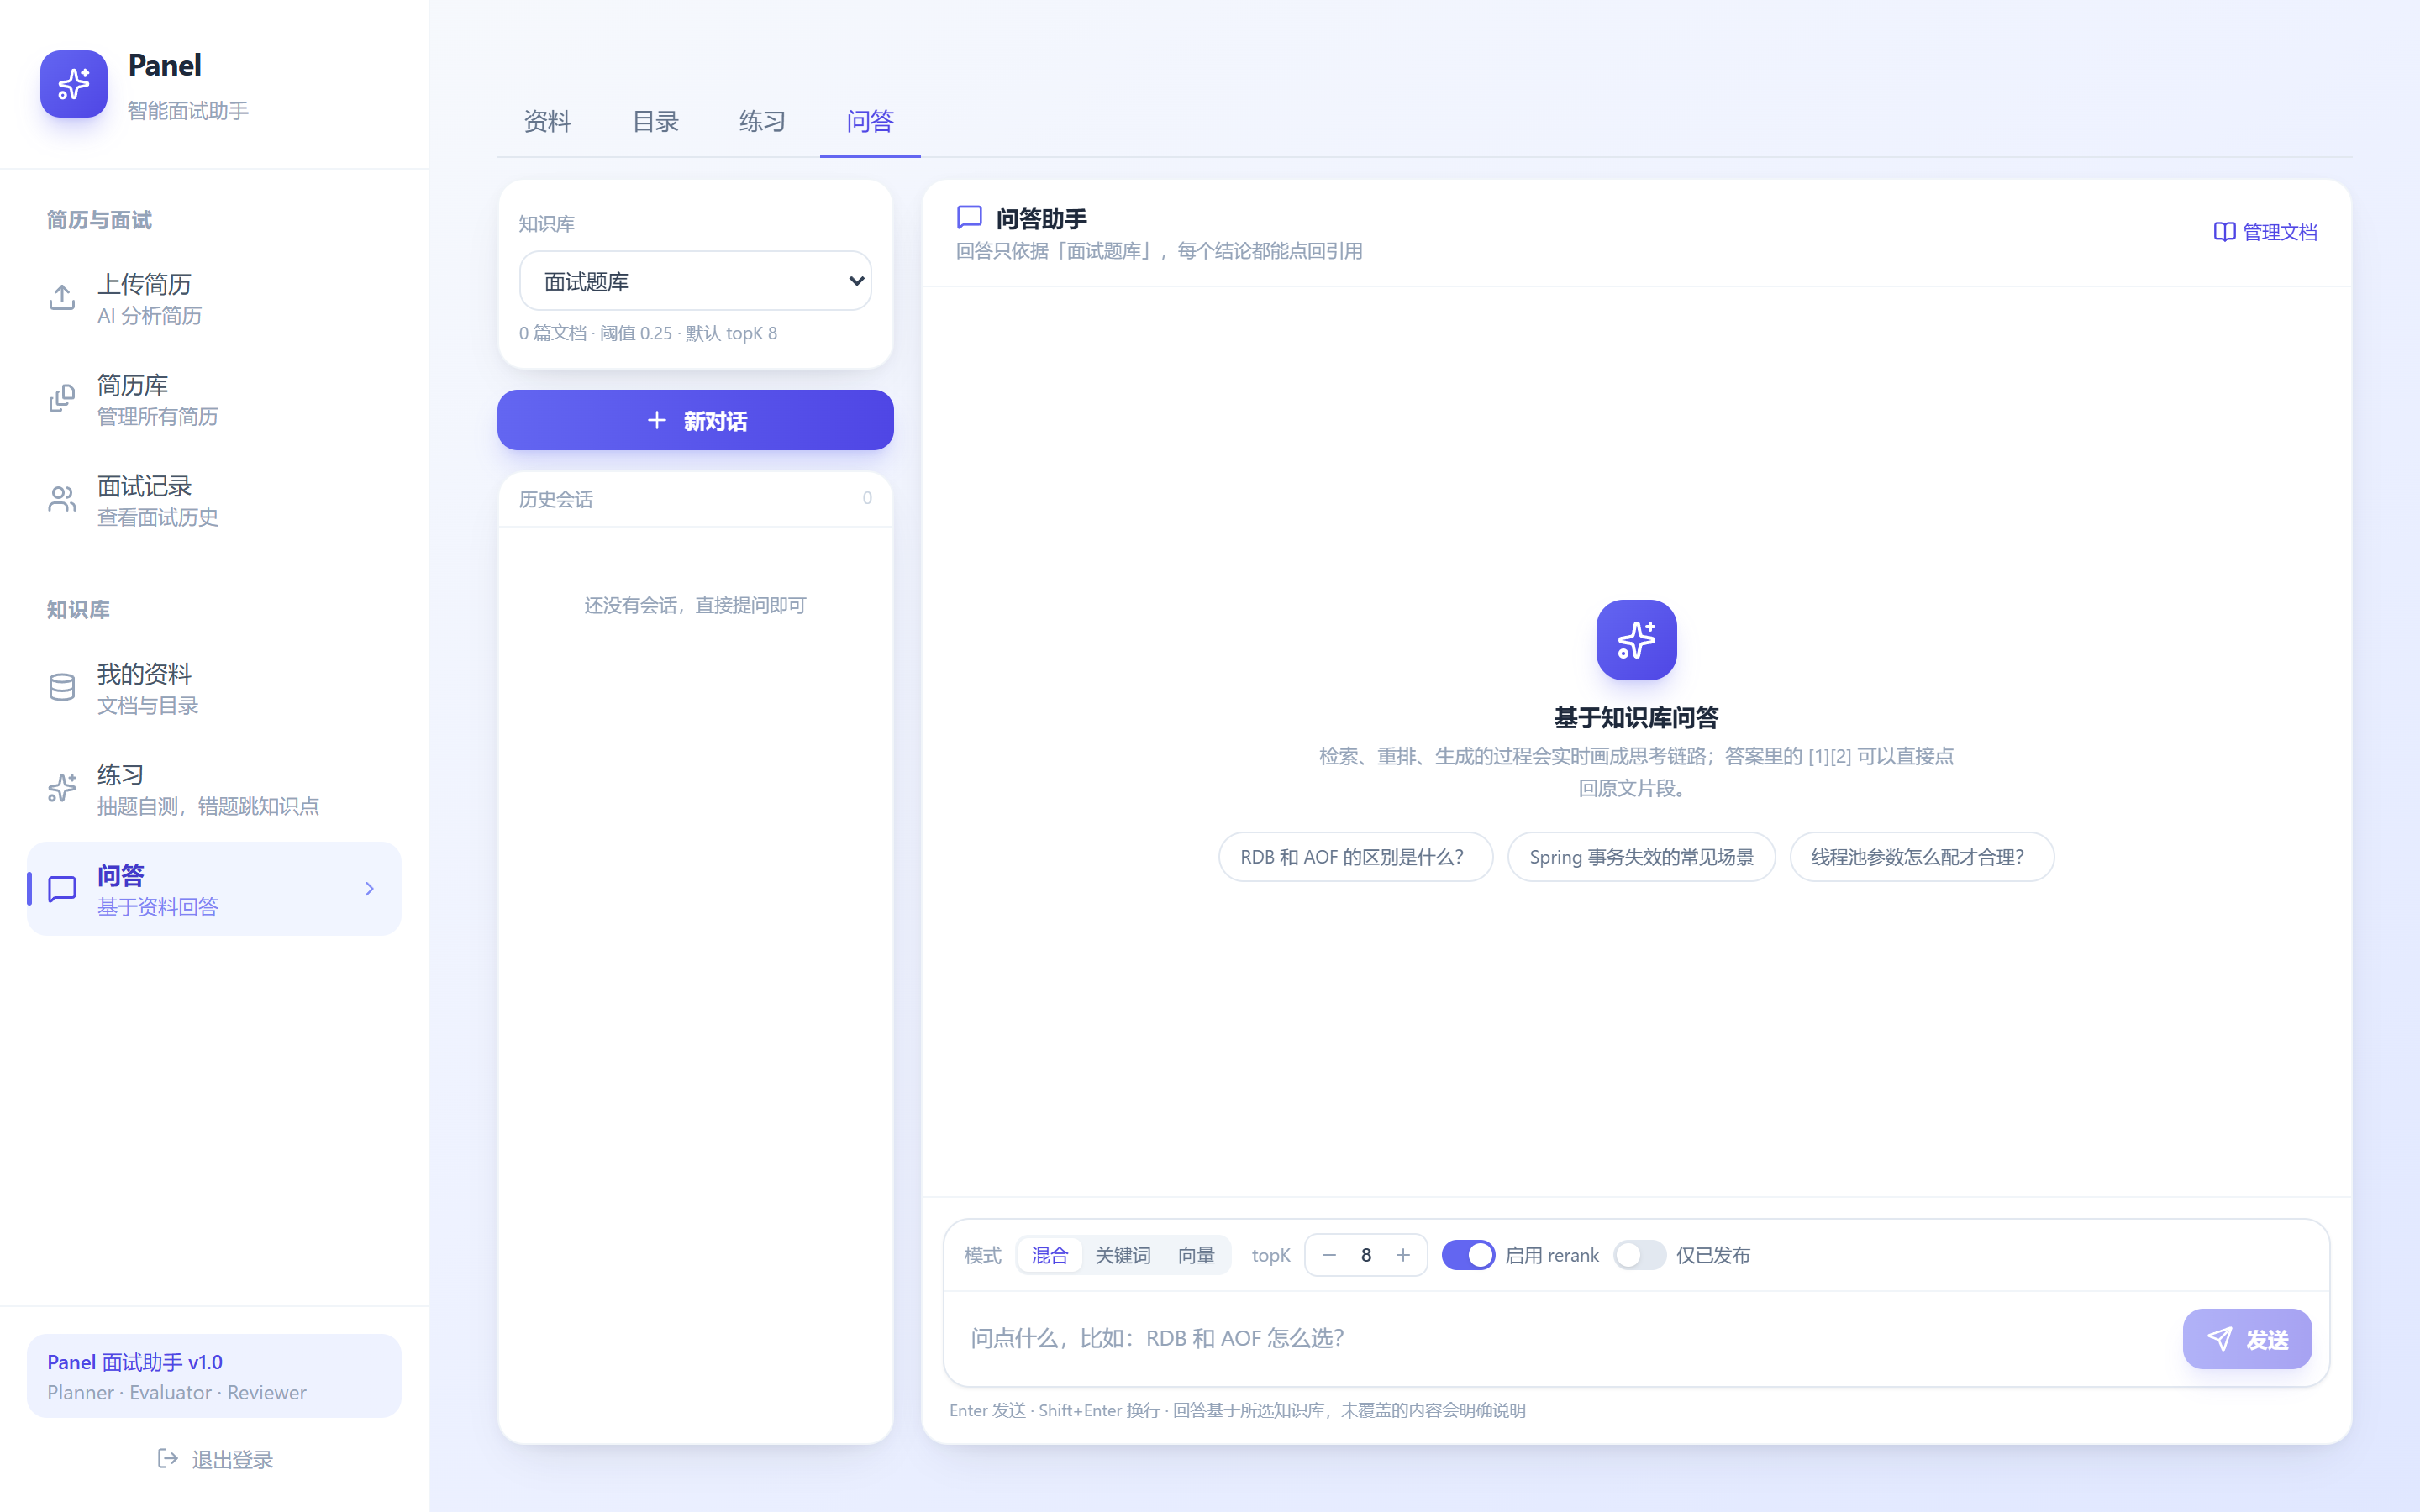 Panel
智能面试助手
简历与面试
上传简历
AI 分析简历
简历库
管理所有简历
面试记录
查看面试历史
知识库
我的资料
文档与目录
练习
抽题自测，错题跳知识点
问答
基于资料回答
Panel 面试助手 v1.0
Planner · Evaluator · Reviewer
退出登录
资料 目录 练习 问答
知识库
面试题库
0 篇文档 · 阈值 0.25 · 默认 topK 8
新对话
历史会话 0
还没有会话，直接提问即可
问答助手
回答只依据「面试题库」，每个结论都能点回引用
管理文档
基于知识库问答
检索、重排、生成的过程会实时画成思考链路；答案里的 [1][2] 可以直接点
回原文片段。
RDB 和 AOF 的区别是什么？ Spring 事务失效的常见场景 线程池参数怎么配才合理？
模式 混合 关键词 向量 topK 8 启用 rerank 仅已发布
问点什么，比如：RDB 和 AOF 怎么选？
发送
Enter 发送 · Shift+Enter 换行 · 回答基于所选知识库，未覆盖的内容会明确说明